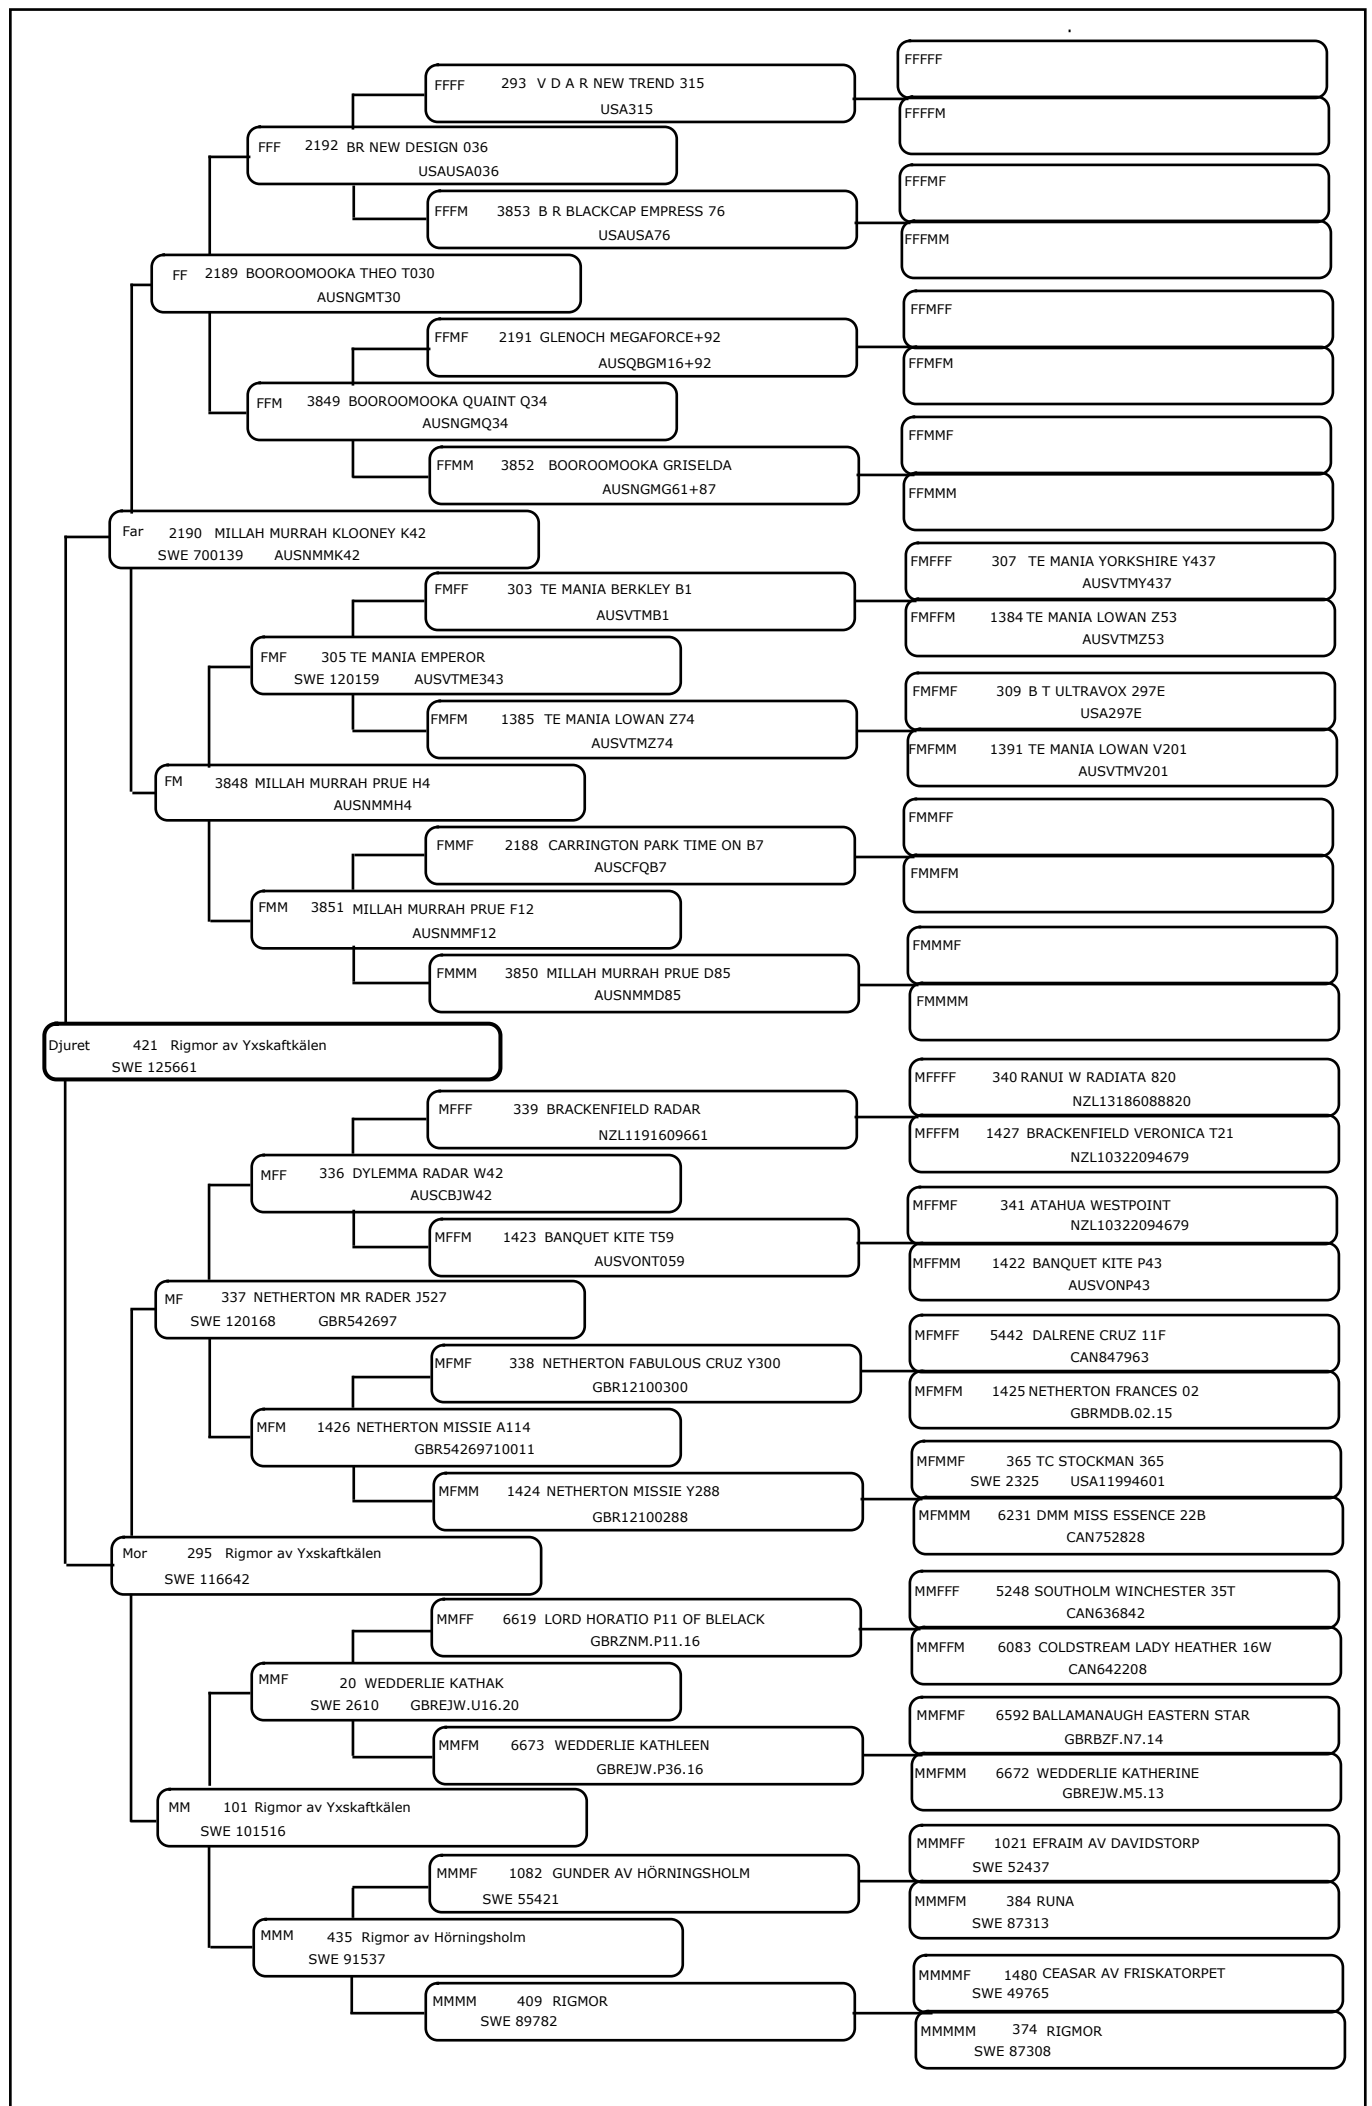 FFFFF
FFFF 293 V D A R NEW TREND 315
USA315
FFFFM
FFF 2192 BR NEW DESIGN 036
USAUSA036
FFFMF
FFFM 3853 B R BLACKCAP EMPRESS 76
USAUSA76
FFFMM
FF 2189 BOOROOMOOKA THEO T030
AUSNGMT30
FFMFF
FFMF 2191 GLENOCH MEGAFORCE+92
AUSQBGM16+92
FFMFM
FFM 3849 BOOROOMOOKA QUAINT Q34
AUSNGMQ34
FFMMF
FFMM 3852 BOOROOMOOKA GRISELDA
AUSNGMG61+87
FFMMM
Far 2190 MILLAH MURRAH KLOONEY K42
SWE 700139 AUSNMMK42
FMFFF 307 TE MANIA YORKSHIRE Y437
AUSVTMY437
FMFF 303 TE MANIA BERKLEY B1
AUSVTMB1
FMFFM 1384 TE MANIA LOWAN Z53
AUSVTMZ53
FMF 305 TE MANIA EMPEROR
SWE 120159 AUSVTME343
FMFMF 309 B T ULTRAVOX 297E
USA297E
FMFM 1385 TE MANIA LOWAN Z74
AUSVTMZ74
FMFMM 1391 TE MANIA LOWAN V201
AUSVTMV201
FM 3848 MILLAH MURRAH PRUE H4
AUSNMMH4
FMMFF
FMMF 2188 CARRINGTON PARK TIME ON B7
AUSCFQB7
FMMFM
FMM 3851 MILLAH MURRAH PRUE F12
AUSNMMF12
FMMMF
FMMM 3850 MILLAH MURRAH PRUE D85
AUSNMMD85
FMMMM
Djuret 421 Rigmor av Yxskaftkälen
SWE 125661
MFFFF 340 RANUI W RADIATA 820
NZL13186088820
MFFF 339 BRACKENFIELD RADAR
NZL1191609661
MFFFM 1427 BRACKENFIELD VERONICA T21
NZL10322094679
MFF 336 DYLEMMA RADAR W42
AUSCBJW42
MFFMF 341 ATAHUA WESTPOINT
NZL10322094679
MFFM 1423 BANQUET KITE T59
AUSVONT059
MFFMM 1422 BANQUET KITE P43
AUSVONP43
MF 337 NETHERTON MR RADER J527
SWE 120168 GBR542697
MFMFF 5442 DALRENE CRUZ 11F
CAN847963
MFMF 338 NETHERTON FABULOUS CRUZ Y300
GBR12100300
MFMFM 1425 NETHERTON FRANCES 02
GBRMDB.02.15
MFM 1426 NETHERTON MISSIE A114
GBR54269710011
MFMMF 365 TC STOCKMAN 365
SWE 2325 USA11994601
MFMM 1424 NETHERTON MISSIE Y288
GBR12100288
MFMMM 6231 DMM MISS ESSENCE 22B
CAN752828
Mor 295 Rigmor av Yxskaftkälen
SWE 116642
MMFFF 5248 SOUTHOLM WINCHESTER 35T
CAN636842
MMFF 6619 LORD HORATIO P11 OF BLELACK
GBRZNM.P11.16
MMFFM 6083 COLDSTREAM LADY HEATHER 16W
CAN642208
MMF 20 WEDDERLIE KATHAK
SWE 2610 GBREJW.U16.20
MMFMF 6592 BALLAMANAUGH EASTERN STAR
GBRBZF.N7.14
MMFM 6673 WEDDERLIE KATHLEEN
GBREJW.P36.16
MMFMM 6672 WEDDERLIE KATHERINE
GBREJW.M5.13
MM 101 Rigmor av Yxskaftkälen
SWE 101516
MMMFF 1021 EFRAIM AV DAVIDSTORP
SWE 52437
MMMF 1082 GUNDER AV HÖRNINGSHOLM
SWE 55421
MMMFM 384 RUNA
SWE 87313
MMM 435 Rigmor av Hörningsholm
SWE 91537
MMMMF 1480 CEASAR AV FRISKATORPET
SWE 49765
MMMM 409 RIGMOR
SWE 89782
MMMMM 374 RIGMOR
SWE 87308